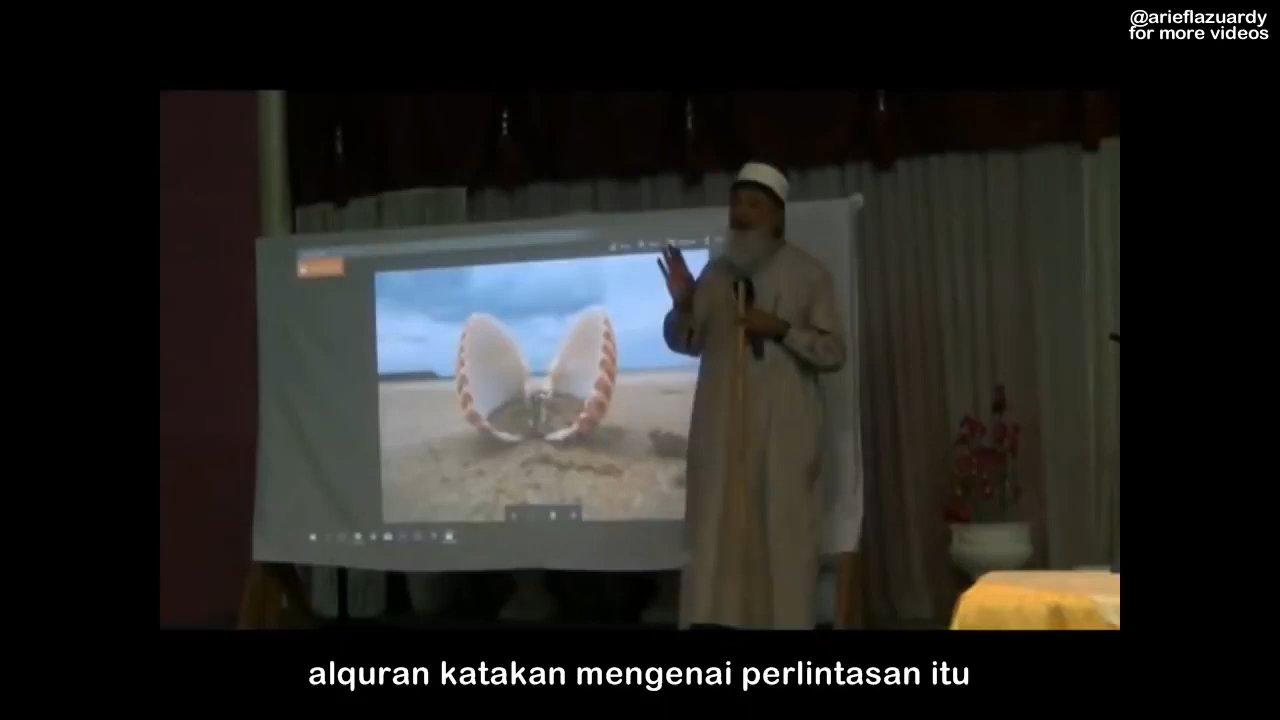 @arieflazuardy
for more videos
alquran katakan mengenai perlintasan itu